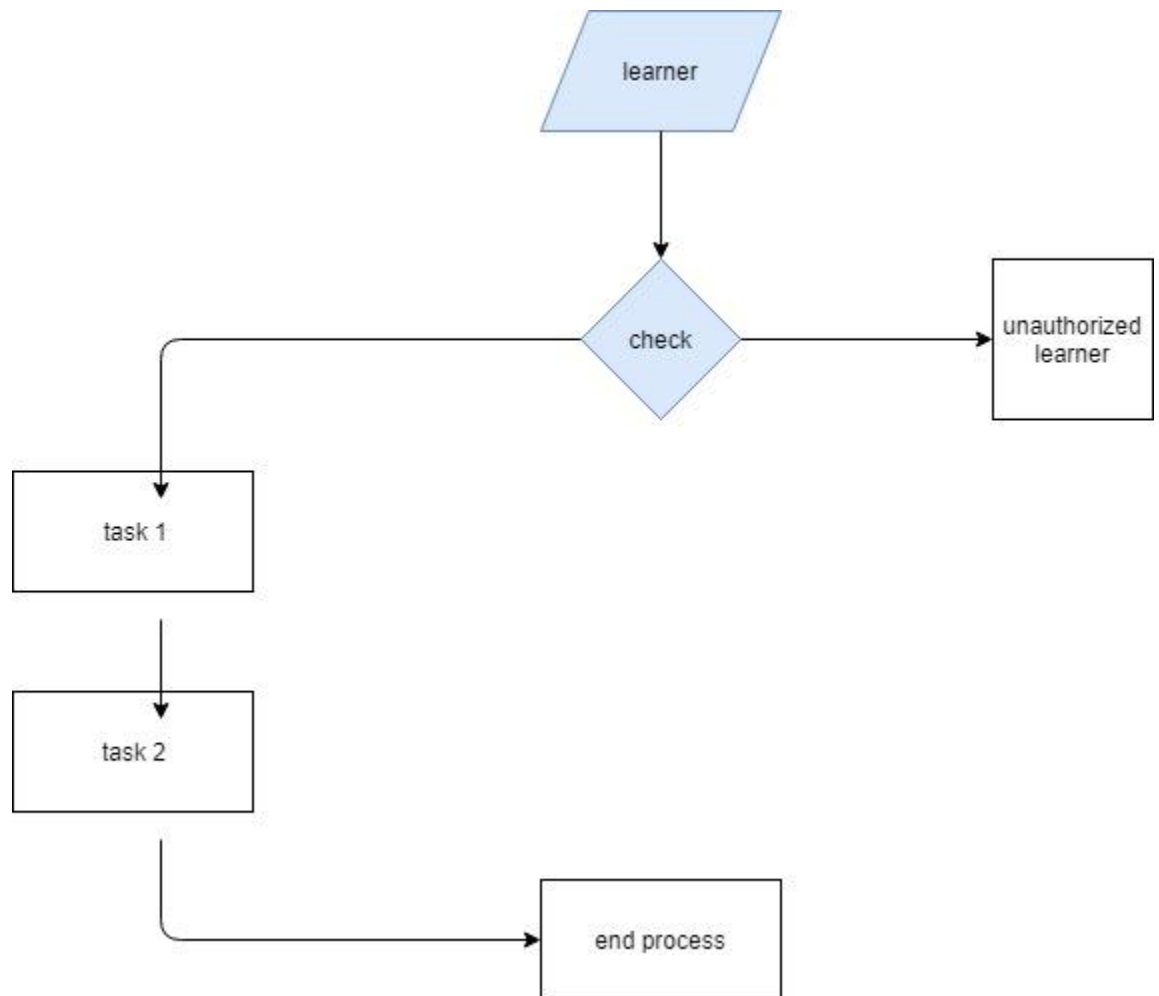 learner
check
unauthorized
learner
task 1
task 2
end process